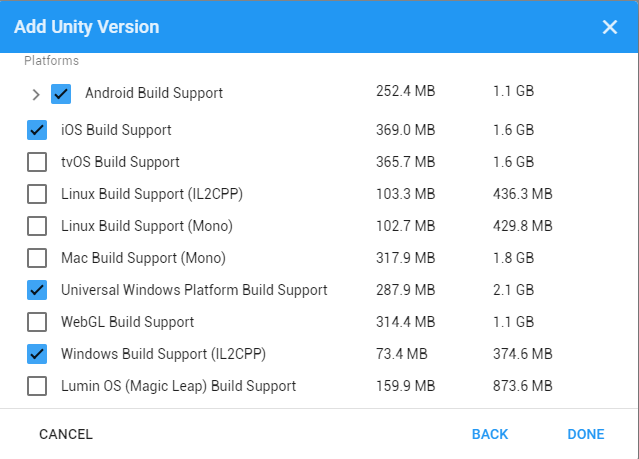 Add Unity Version
Platforms
Android Build Support 252.4 MB 1.1 GB
iOS Build Support 369.0 MB 1.6 GB
tvOS Build Support 365.7 MB 1.6 GB
Linux Build Support (IL2CPP) 103.3 MB 436.3 MB
Linux Build Support (Mono) 102.7 MB 429.8 MB
Mac Build Support (Mono) 317.9 MB 1.8 GB
Universal Windows Platform Build Support 287.9 MB 2.1 GB
WebGL Build Support 314.4 MB 1.1 GB
Windows Build Support (IL2CPP) 73.4 MB 374.6 MB
Lumin OS (Magic Leap) Build Support 159.9 MB 873.6 MB
CANCEL BACK DONE